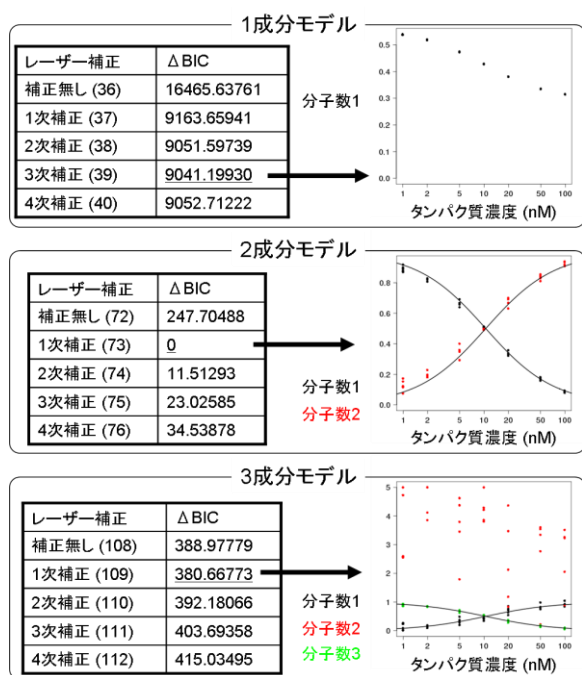 1成分モデル
レーザー補正 ΔBIC
補正無し (36) 16465.63761
1次補正 (37) 9163.65941
2次補正 (38) 9051.59739
3次補正 (39) 9041.19930
4次補正 (40) 9052.71222
分子数1
0.5
0.4
0.3
0.2
0.1
0.0
1 2 5 10 20 50 100
タンパク質濃度 (nM)
2成分モデル
レーザー補正 ΔBIC
補正無し (72) 247.70488
1次補正 (73) 0
2次補正 (74) 11.51293
3次補正 (75) 23.02585
4次補正 (76) 34.53878
分子数1
分子数2
0.8
0.6
0.4
0.2
0.0
1 2 5 10 20 50 100
タンパク質濃度 (nM)
3成分モデル
レーザー補正 ΔBIC
補正無し (108) 388.97779
1次補正 (109) 380.66773
2次補正 (110) 392.18066
3次補正 (111) 403.69358
4次補正 (112) 415.03495
分子数1
分子数2
分子数3
5
4
3
2
1
0
1 2 5 10 20 50 100
タンパク質濃度 (nM)